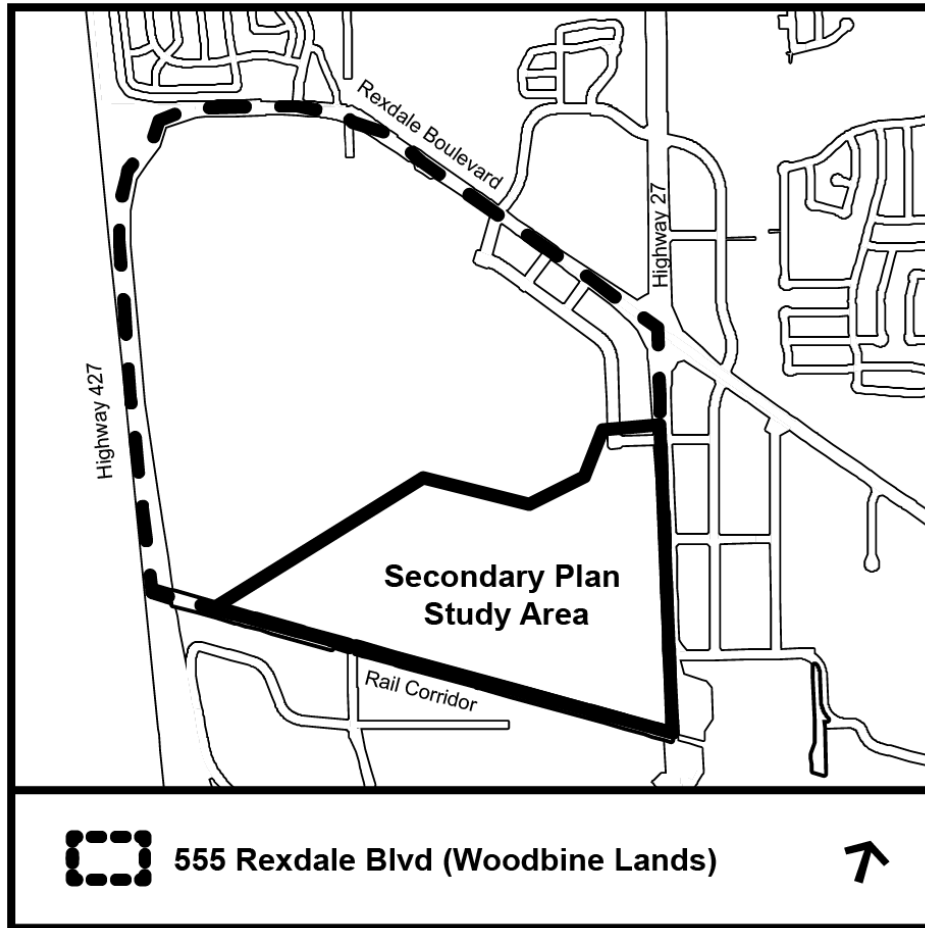 Rexdale Boulevard
Highway 27
Highway 427
Secondary Plan
Study Area
Rail Corridor
555 Rexdale Blvd (Woodbine Lands)